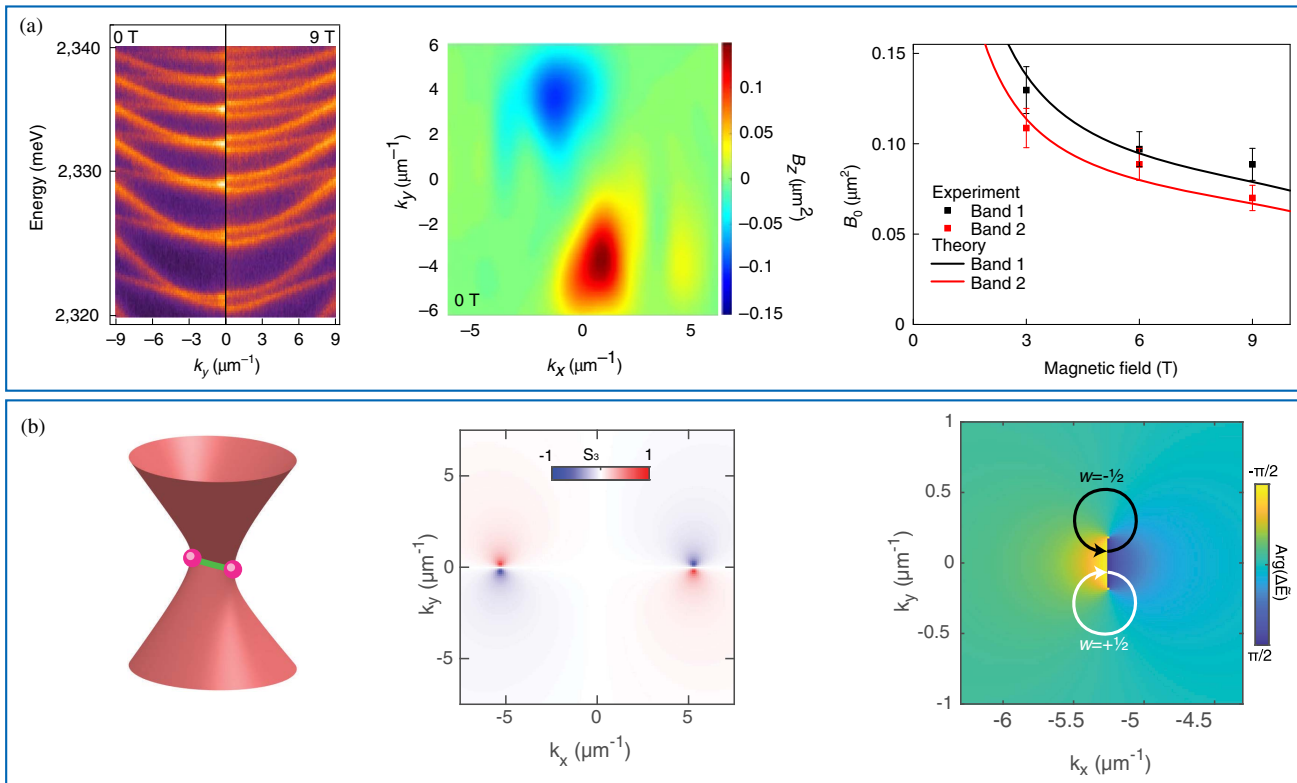 (a)
0 T
9 T
2,340
2,330
2,320
Energy (meV)
–9
–6
–3
0
3
6
9
k_y (µm⁻¹)
6
4
2
0
–2
–4
–6
k_y (µm⁻¹)
0 T
–5
0
5
k_x (µm⁻¹)
0.1
0.05
0
–0.05
–0.1
–0.15
B_z (µm²)
0.15
0.10
0.05
0
B_0 (µm²)
Experiment
Band 1
Band 2
Theory
Band 1
Band 2
0
3
6
9
Magnetic field (T)
(b)
5
0
-5
k_y (µm⁻¹)
-1
S_3
1
-5
0
5
k_x (µm⁻¹)
1
0.5
0
-0.5
-1
k_y (µm⁻¹)
w=-½
w=+½
-6
-5.5
-5
-4.5
k_x (µm⁻¹)
-π/2
Arg(ΔẼ)
π/2